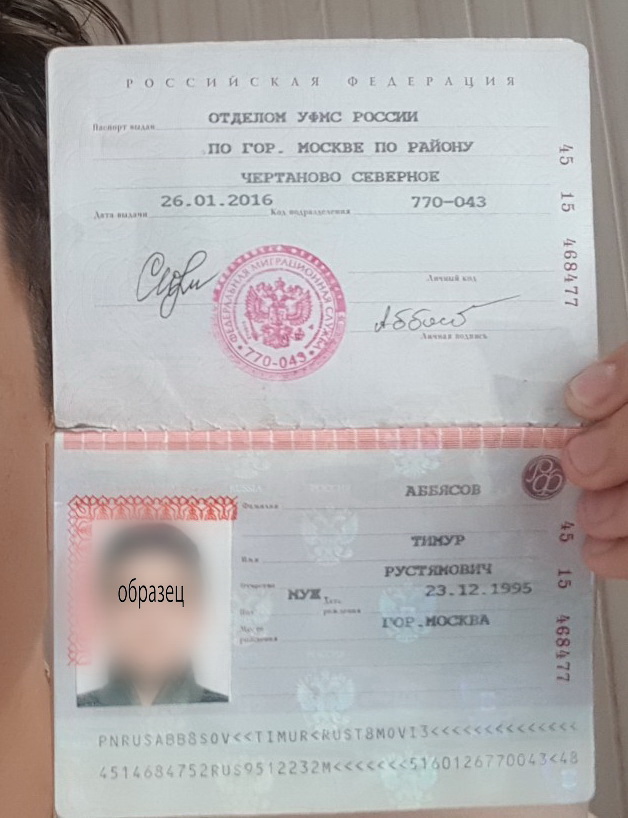 РОССИЙСКАЯ ФЕДЕРАЦИЯ
Паспорт выдан ОТДЕЛОМ УФМС РОССИИ
ПО ГОР. МОСКВЕ ПО РАЙОНУ
ЧЕРТАНОВО СЕВЕРНОЕ
Дата выдачи 26.01.2016 Код подразделения 770-043
45 15 468477
Личный код
Личная подпись
ФЕДЕРАЛЬНАЯ МИГРАЦИОННАЯ СЛУЖБА
770-043
RUSSIA РОССИЯ
РФ
Фамилия АББЯСОВ
Имя ТИМУР
Отчество РУСТЯМОВИЧ
Пол МУЖ Дата рождения 23.12.1995
Место рождения ГОР.МОСКВА
45 15 468477
образец
PNRUSABB8SOV<<TIMUR<RUST8MOVI3<<<<<<<<<<<<<<
4514684752RUS9512232M<<<<<<<5160126770043<48